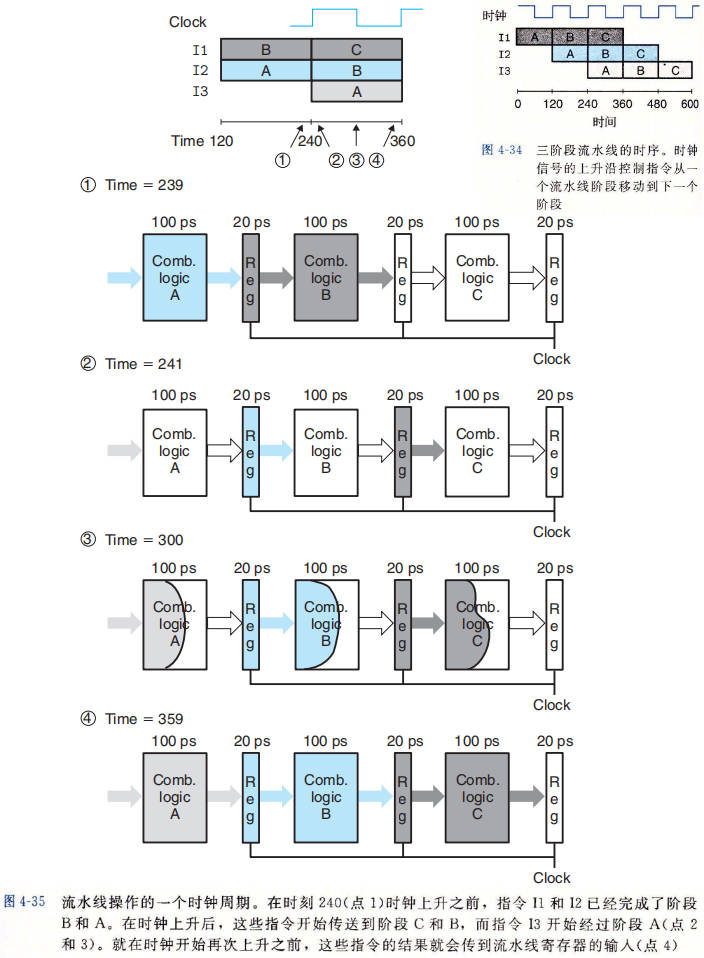 Clock
I1 B C
I2 A B
I3 A
Time 120 240 360
① ② ③ ④
时钟
I1 A B C
I2 A B C
I3 A B C
0 120 240 360 480 600
时间
图 4-34 三阶段流水线的时序。时钟
信号的上升沿控制指令从一
个流水线阶段移动到下一个
阶段
① Time = 239
100 ps 20 ps 100 ps 20 ps 100 ps 20 ps
Comb. logic A Reg Comb. logic B Reg Comb. logic C Reg
Clock
② Time = 241
100 ps 20 ps 100 ps 20 ps 100 ps 20 ps
Comb. logic A Reg Comb. logic B Reg Comb. logic C Reg
Clock
③ Time = 300
100 ps 20 ps 100 ps 20 ps 100 ps 20 ps
Comb. logic A Reg Comb. logic B Reg Comb. logic C Reg
Clock
④ Time = 359
100 ps 20 ps 100 ps 20 ps 100 ps 20 ps
Comb. logic A Reg Comb. logic B Reg Comb. logic C Reg
Clock
图 4-35 流水线操作的一个时钟周期。在时刻 240(点 1)时钟上升之前，指令 I1 和 I2 已经完成了阶段
B 和 A。在时钟上升后，这些指令开始传送到阶段 C 和 B，而指令 I3 开始经过阶段 A(点 2
和 3)。就在时钟开始再次上升之前，这些指令的结果就会传到流水线寄存器的输入(点 4)